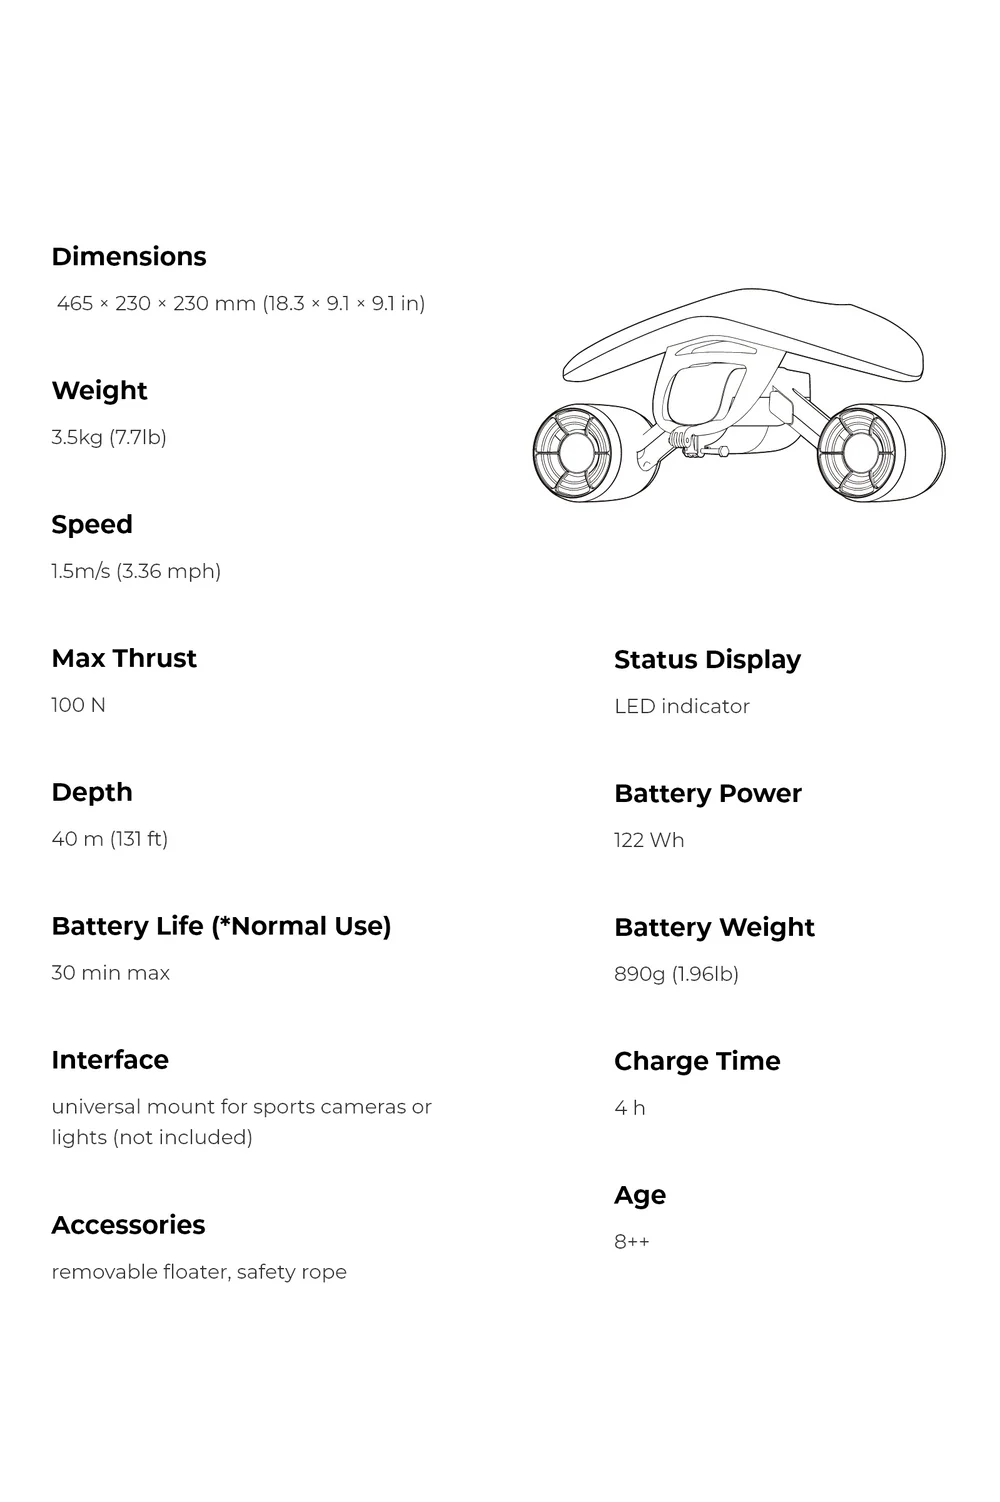 Dimensions
465 × 230 × 230 mm (18.3 × 9.1 × 9.1 in)
Weight
3.5kg (7.7lb)
Speed
1.5m/s (3.36 mph)
Max Thrust
100 N
Depth
40 m (131 ft)
Battery Life (*Normal Use)
30 min max
Interface
universal mount for sports cameras or
lights (not included)
Accessories
removable floater, safety rope
Status Display
LED indicator
Battery Power
122 Wh
Battery Weight
890g (1.96lb)
Charge Time
4 h
Age
8++